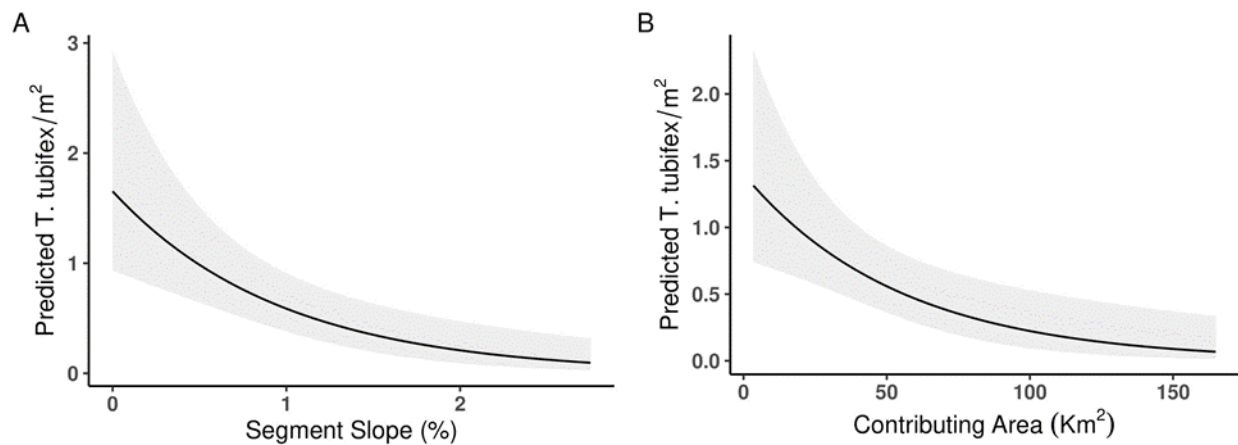 A
Predicted T. tubifex/m²
3
2
1
0
0 1 2
Segment Slope (%)
B
Predicted T. tubifex/m²
2.0
1.5
1.0
0.5
0.0
0 50 100 150
Contributing Area (Km²)